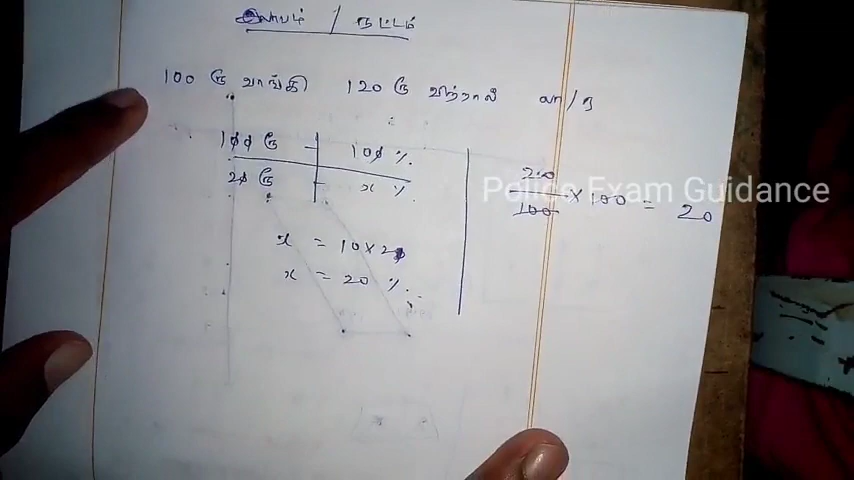 இலாபம் / நட்டம்
100 ரூ வாங்கி 120 ரூ விற்றால் லா/ந
100 ரூ - 100 %
20 ரூ - x %
x = 10 x 2
x = 20 %.
20/100 x 100 = 20
Police Exam Guidance